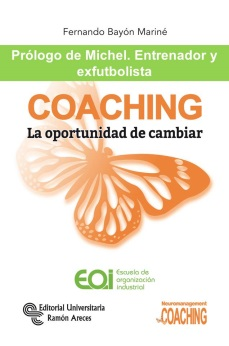 Fernando Bayón Mariné
Prólogo de Michel. Entrenador y
exfutbolista
COACHING
La oportunidad de cambiar
EOI
Escuela de
organización
industrial
Editorial Universitaria
Ramón Areces
Neuromanagement
COACHING